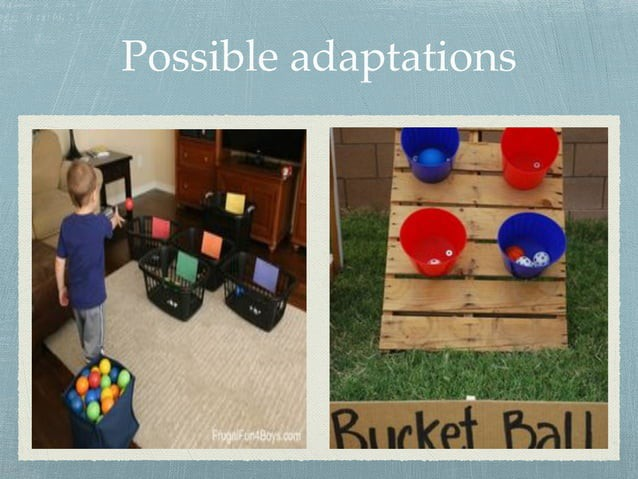 Possible adaptations
FrugalFun4Boys.com
Bucket Ball